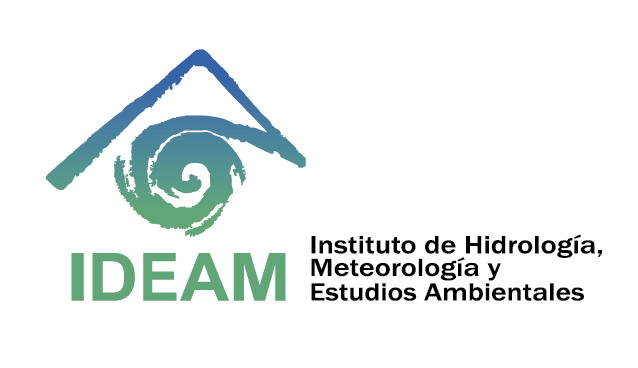 IDEAM
Instituto de Hidrología,
Meteorología y
Estudios Ambientales